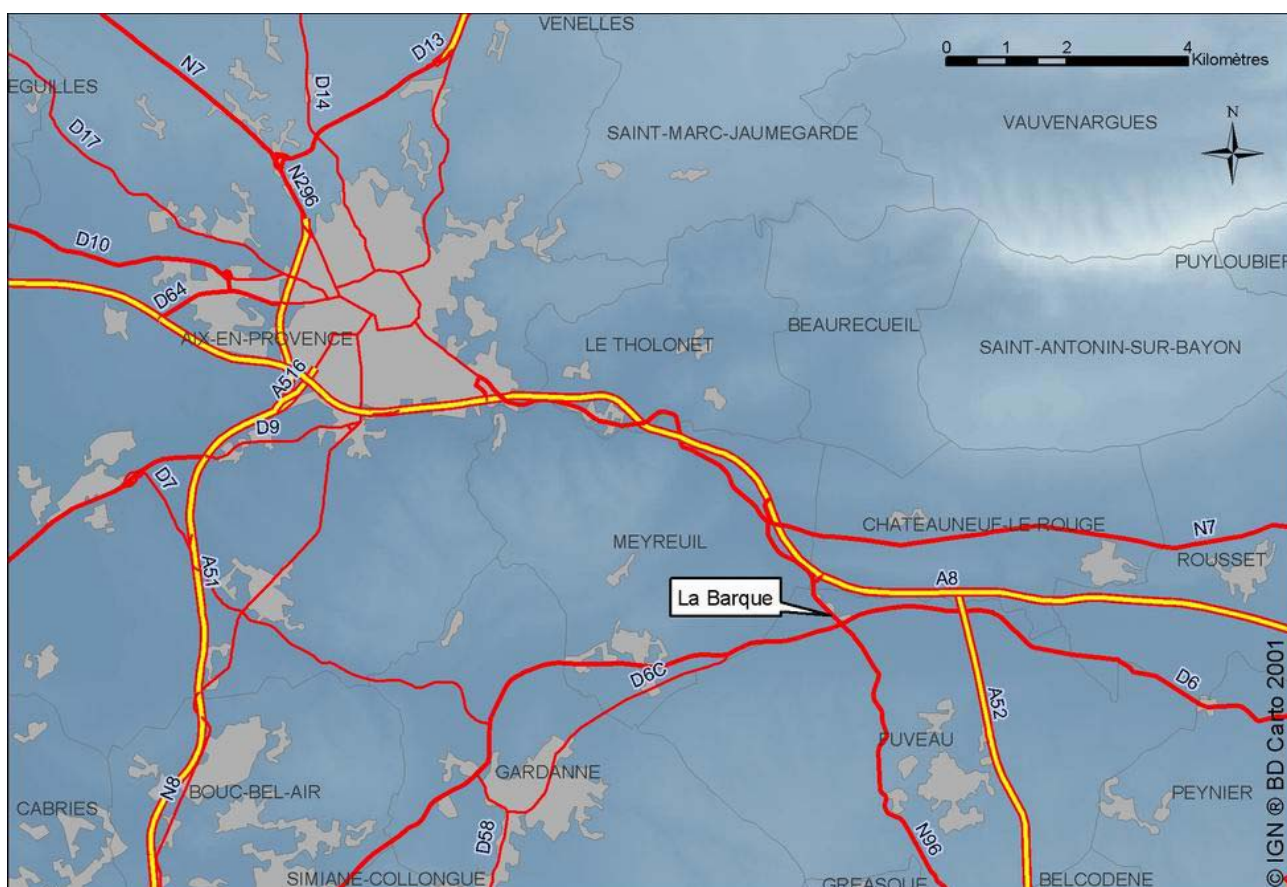 VENELLES
0 1 2 4
Kilomètres
N7
D14
D13
EGUILLES
D17
SAINT-MARC-JAUMEGARDE
VAUVENARGUES
N
N296
D10
PUYLOUBIER
D64
AIX-EN-PROVENCE
LE THOLONET
BEAURECUEIL
SAINT-ANTONIN-SUR-BAYON
A516
D9
D7
MEYREUIL
CHATEAUNEUF-LE-ROUGE
N7
ROUSSET
A51
La Barque
A8
D6C
D6
A52
FUVEAU
GARDANNE
N8
BOUC-BEL-AIR
CABRIES
PEYNIER
D58
N96
SIMIANE-COLLONGUE
GREASQUE
BELCODENE
© IGN ® BD Carto 2001